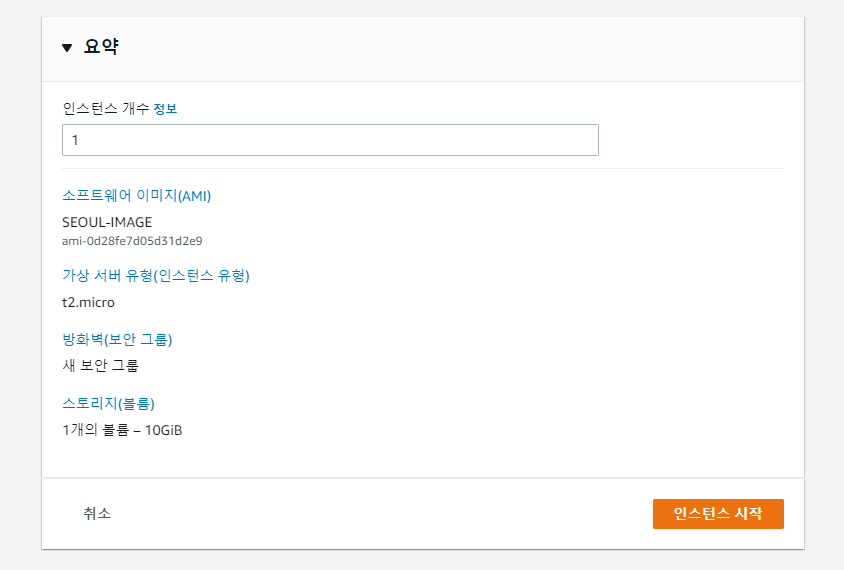 요약
인스턴스 개수 정보
1
소프트웨어 이미지(AMI)
SEOUL-IMAGE
ami-0d28fe7d05d31d2e9
가상 서버 유형(인스턴스 유형)
t2.micro
방화벽(보안 그룹)
새 보안 그룹
스토리지(볼륨)
1개의 볼륨 – 10GiB
취소
인스턴스 시작